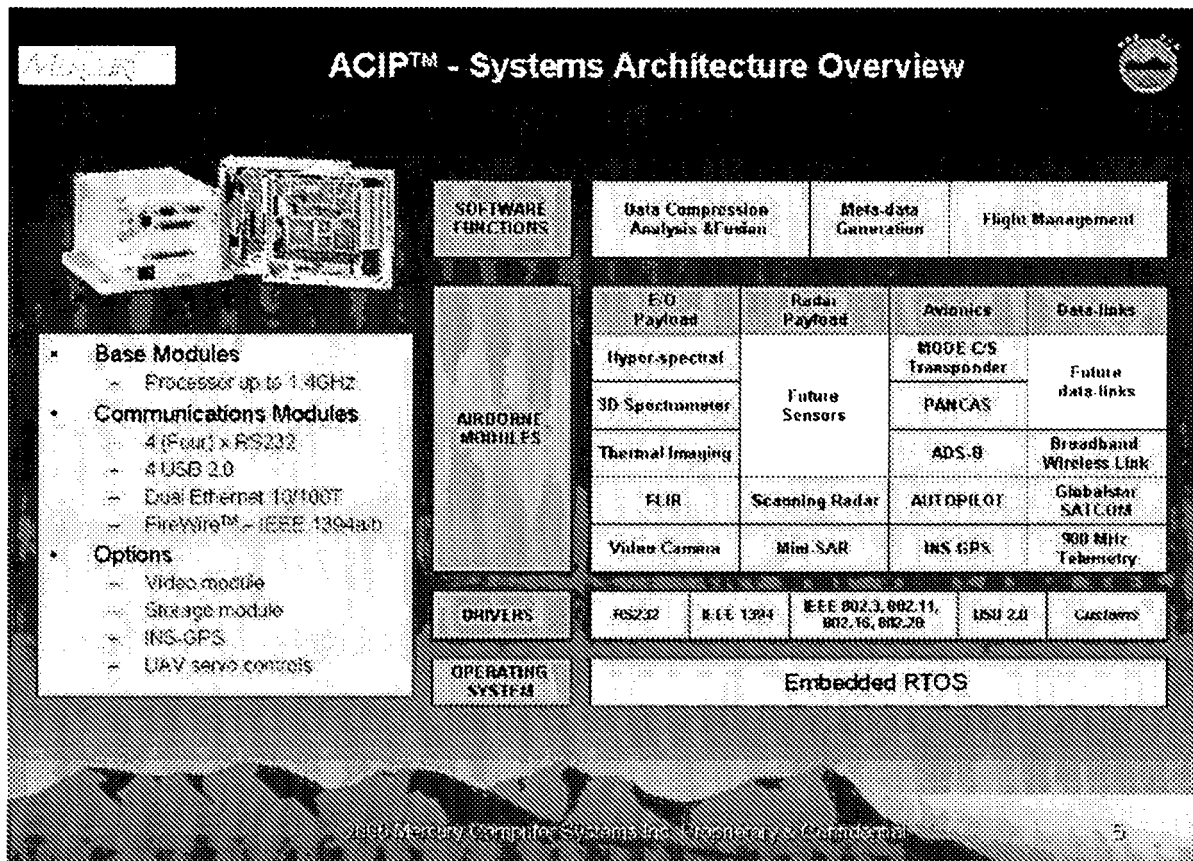 ACIP™ - Systems Architecture Overview
SOFTWARE
FUNCTIONS
Data Compression
Analysis & Fusion
Meta-data
Generation
Flight Management
Base Modules
– Processor up to 1.4GHz
Communications Modules
– 4 (Four) x RS232
– 4 USB 2.0
– Dual Ethernet 10/100T
– FireWire™ – IEEE 1394a/b
Options
– Video module
– Storage module
– INS-GPS
– UAV servo controls
AIRBORNE
MODULES
E/O
Payload
Radar
Payload
Avionics
Data-links
Hyper-spectral
Future
Sensors
MODE C/S
Transponder
Future
data-links
3D Spectrometer
PANCAS
Thermal Imaging
ADS-B
Broadband
Wireless Link
FLIR
Scanning Radar
AUTOPILOT
Globalstar
SATCOM
Video Camera
Mini-SAR
INS-GPS
900 MHz
Telemetry
DRIVERS
RS232
IEEE 1394
IEEE 802.3, 802.11,
802.16, 802.20
USB 2.0
Customs
OPERATING
SYSTEM
Embedded RTOS
Mercury Computer Systems Inc. Proprietary & Confidential